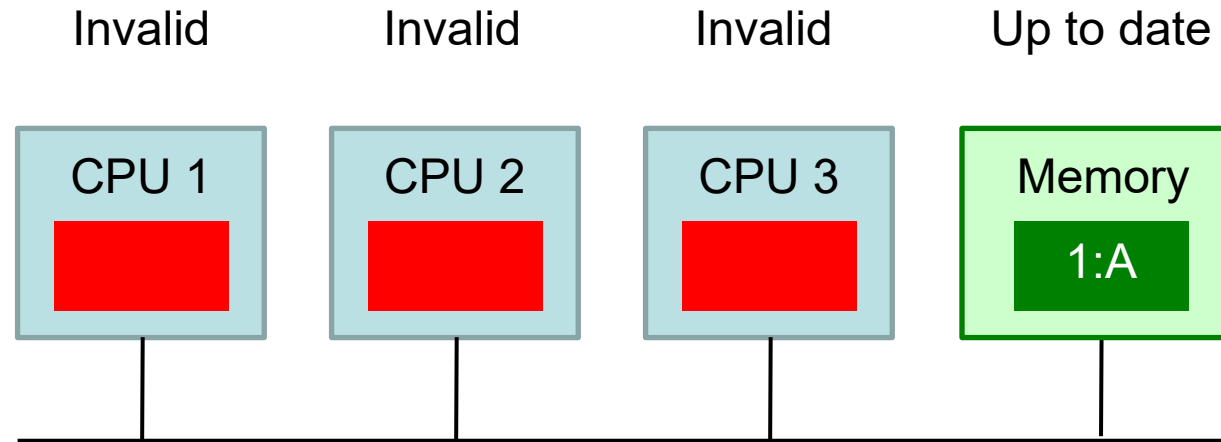 Invalid Invalid Invalid Up to date
CPU 1 CPU 2 CPU 3 Memory
1:A